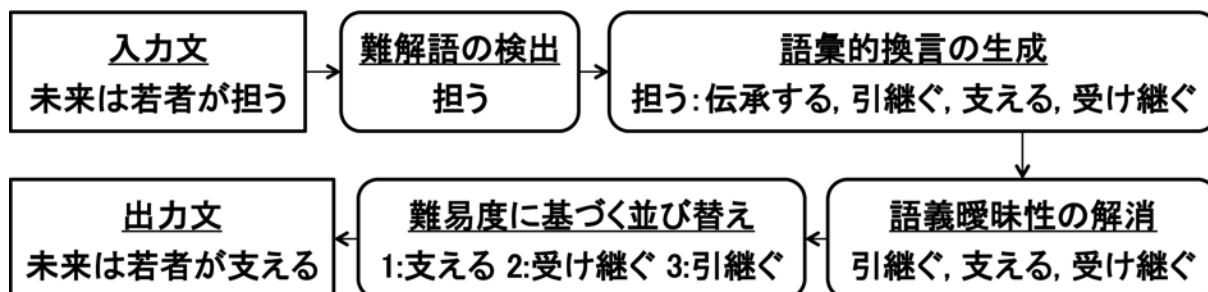 入力文
未来は若者が担う
難解語の検出
担う
語彙的換言の生成
担う:伝承する, 引継ぐ, 支える, 受け継ぐ
語義曖昧性の解消
引継ぐ, 支える, 受け継ぐ
難易度に基づく並び替え
1:支える 2:受け継ぐ 3:引継ぐ
出力文
未来は若者が支える